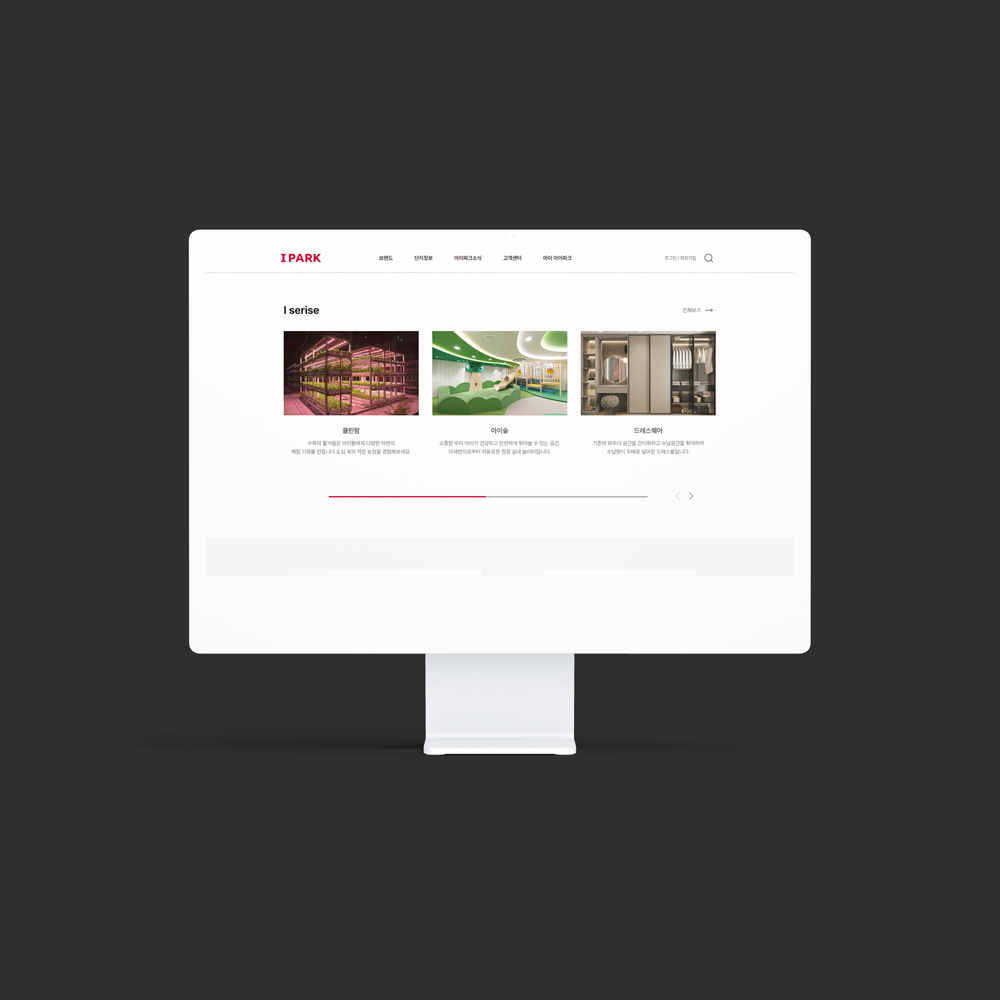 I PARK
브랜드 단지정보 아이파크소식 고객센터 마이 아이파크
로그인 / 회원가입
I serise
전체보기
클린팜
수확의 즐거움은 아이들에게 다양한 자연의
체험 기회를 만듭니다.도심 속의 작은 농장을 경험해보세요.
아이숲
소중한 우리 아이가 건강하고 안전하게 뛰어놀 수 있는 공간.
미세먼지로부터 자유로운 청정 실내 놀이터입니다.
드레스퀘어
기존의 파우더 공간을 간이화하고 수납공간을 확대하여
수납량이 두배로 넓어진 드레스룸입니다.